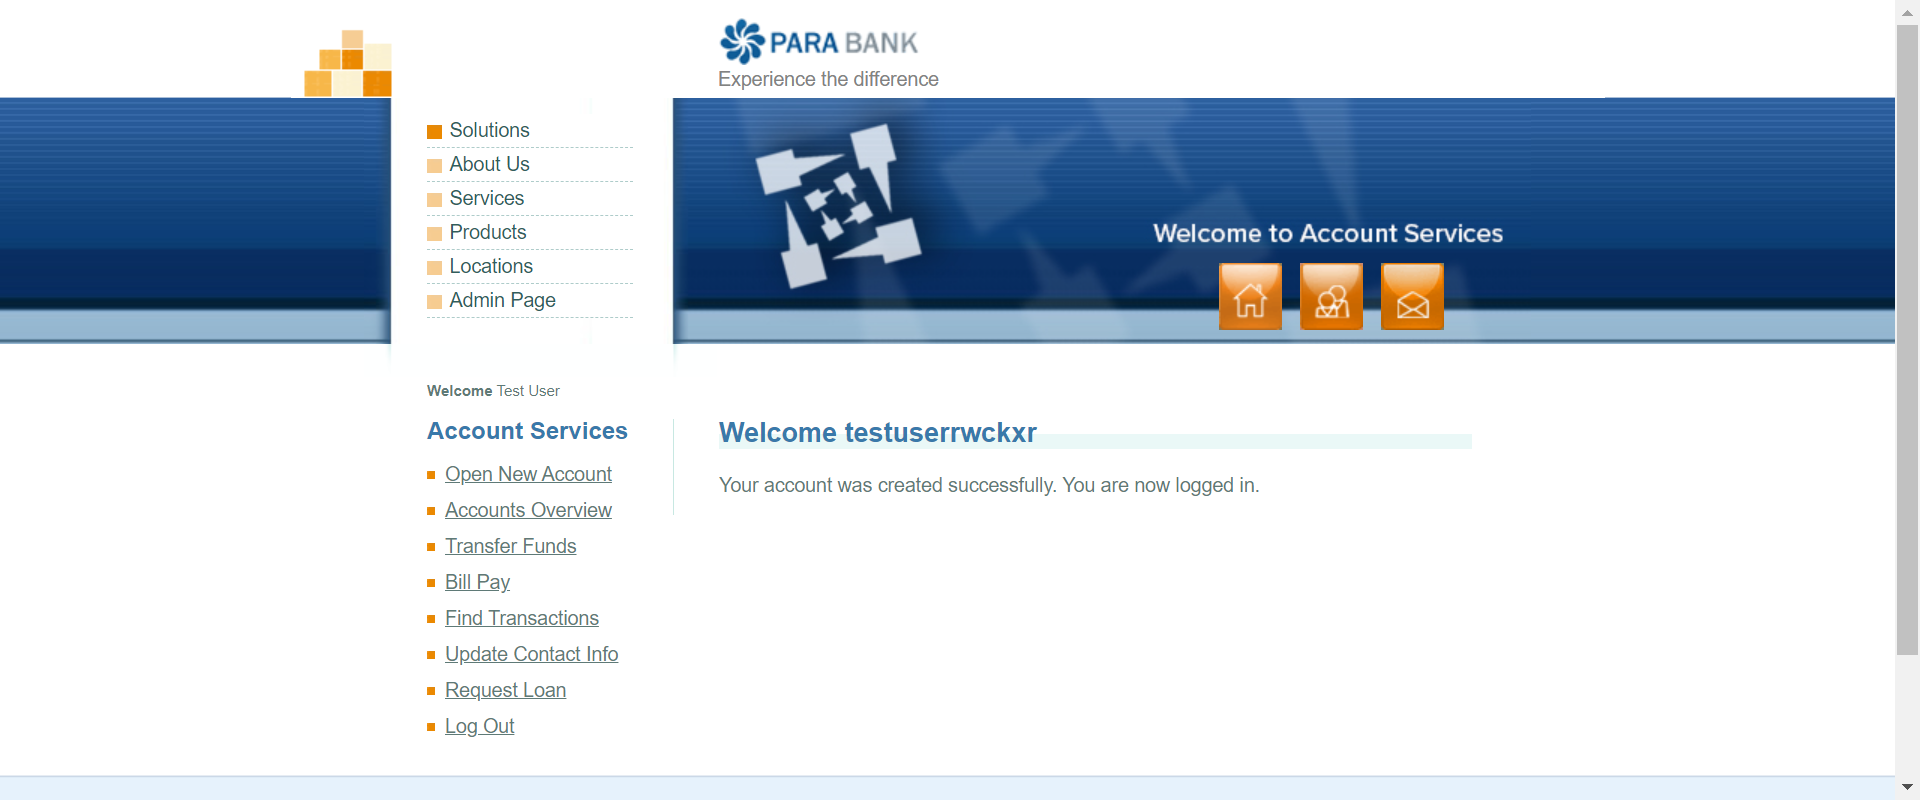 PARA BANK
Experience the difference
Solutions
About Us
Services
Products
Locations
Admin Page
Welcome to Account Services
Welcome Test User
Account Services
Open New Account
Accounts Overview
Transfer Funds
Bill Pay
Find Transactions
Update Contact Info
Request Loan
Log Out
Welcome testuserrwckxr
Your account was created successfully. You are now logged in.